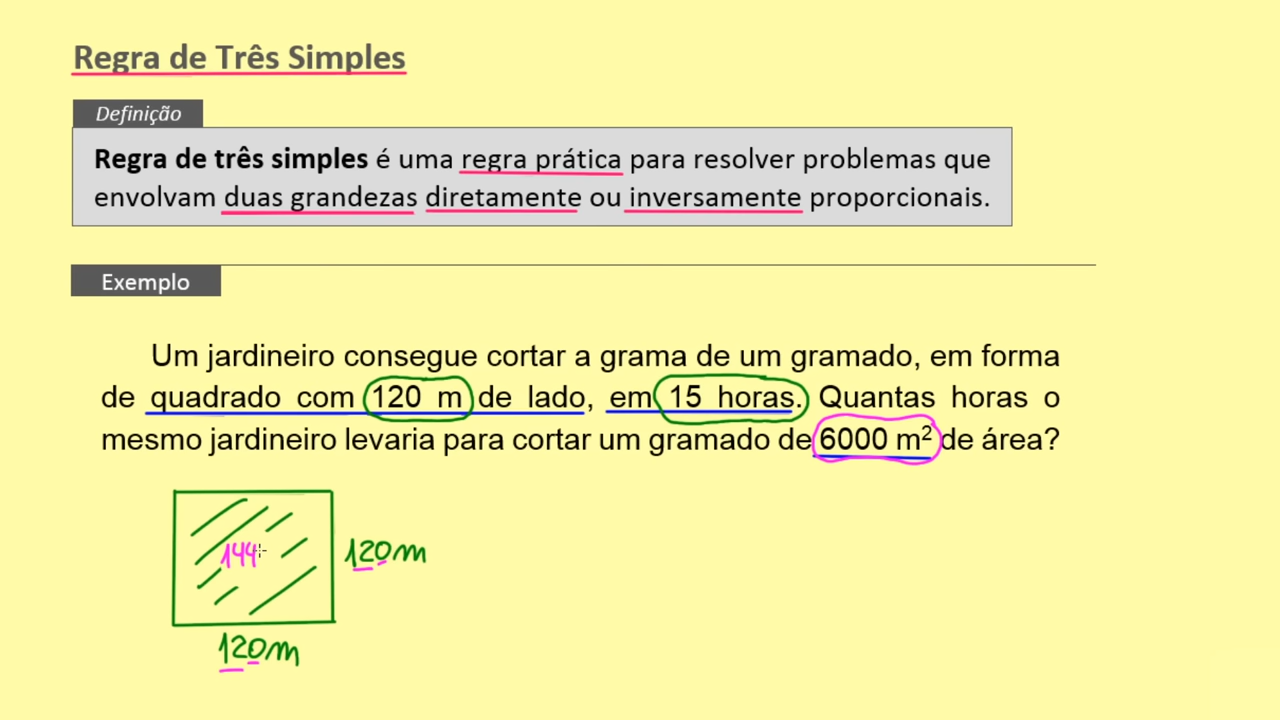 Regra de Três Simples
Definição
Regra de três simples é uma regra prática para resolver problemas que
envolvam duas grandezas diretamente ou inversamente proporcionais.
Exemplo
Um jardineiro consegue cortar a grama de um gramado, em forma
de quadrado com 120 m de lado, em 15 horas. Quantas horas o
mesmo jardineiro levaria para cortar um gramado de 6000 m² de área?
144
120m
120m